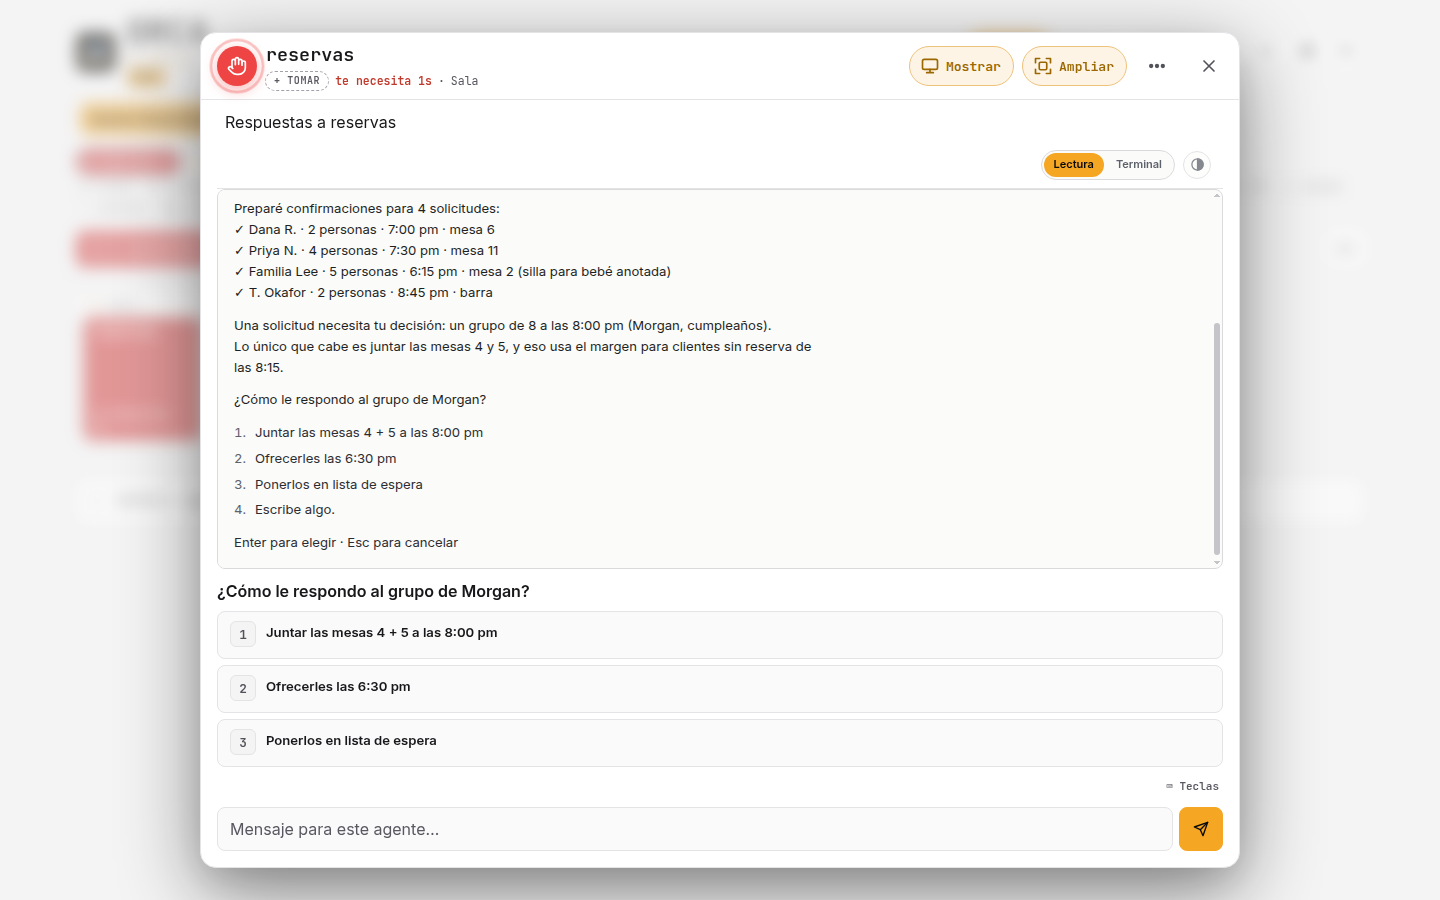 reservas
+ TOMAR te necesita 1s · Sala
Mostrar
Ampliar
Respuestas a reservas
Lectura
Terminal
Preparé confirmaciones para 4 solicitudes:
✓ Dana R. · 2 personas · 7:00 pm · mesa 6
✓ Priya N. · 4 personas · 7:30 pm · mesa 11
✓ Familia Lee · 5 personas · 6:15 pm · mesa 2 (silla para bebé anotada)
✓ T. Okafor · 2 personas · 8:45 pm · barra
Una solicitud necesita tu decisión: un grupo de 8 a las 8:00 pm (Morgan, cumpleaños).
Lo único que cabe es juntar las mesas 4 y 5, y eso usa el margen para clientes sin reserva de
las 8:15.
¿Cómo le respondo al grupo de Morgan?
1. Juntar las mesas 4 + 5 a las 8:00 pm
2. Ofrecerles las 6:30 pm
3. Ponerlos en lista de espera
4. Escribe algo.
Enter para elegir · Esc para cancelar
¿Cómo le respondo al grupo de Morgan?
1 Juntar las mesas 4 + 5 a las 8:00 pm
2 Ofrecerles las 6:30 pm
3 Ponerlos en lista de espera
⌨ Teclas
Mensaje para este agente...